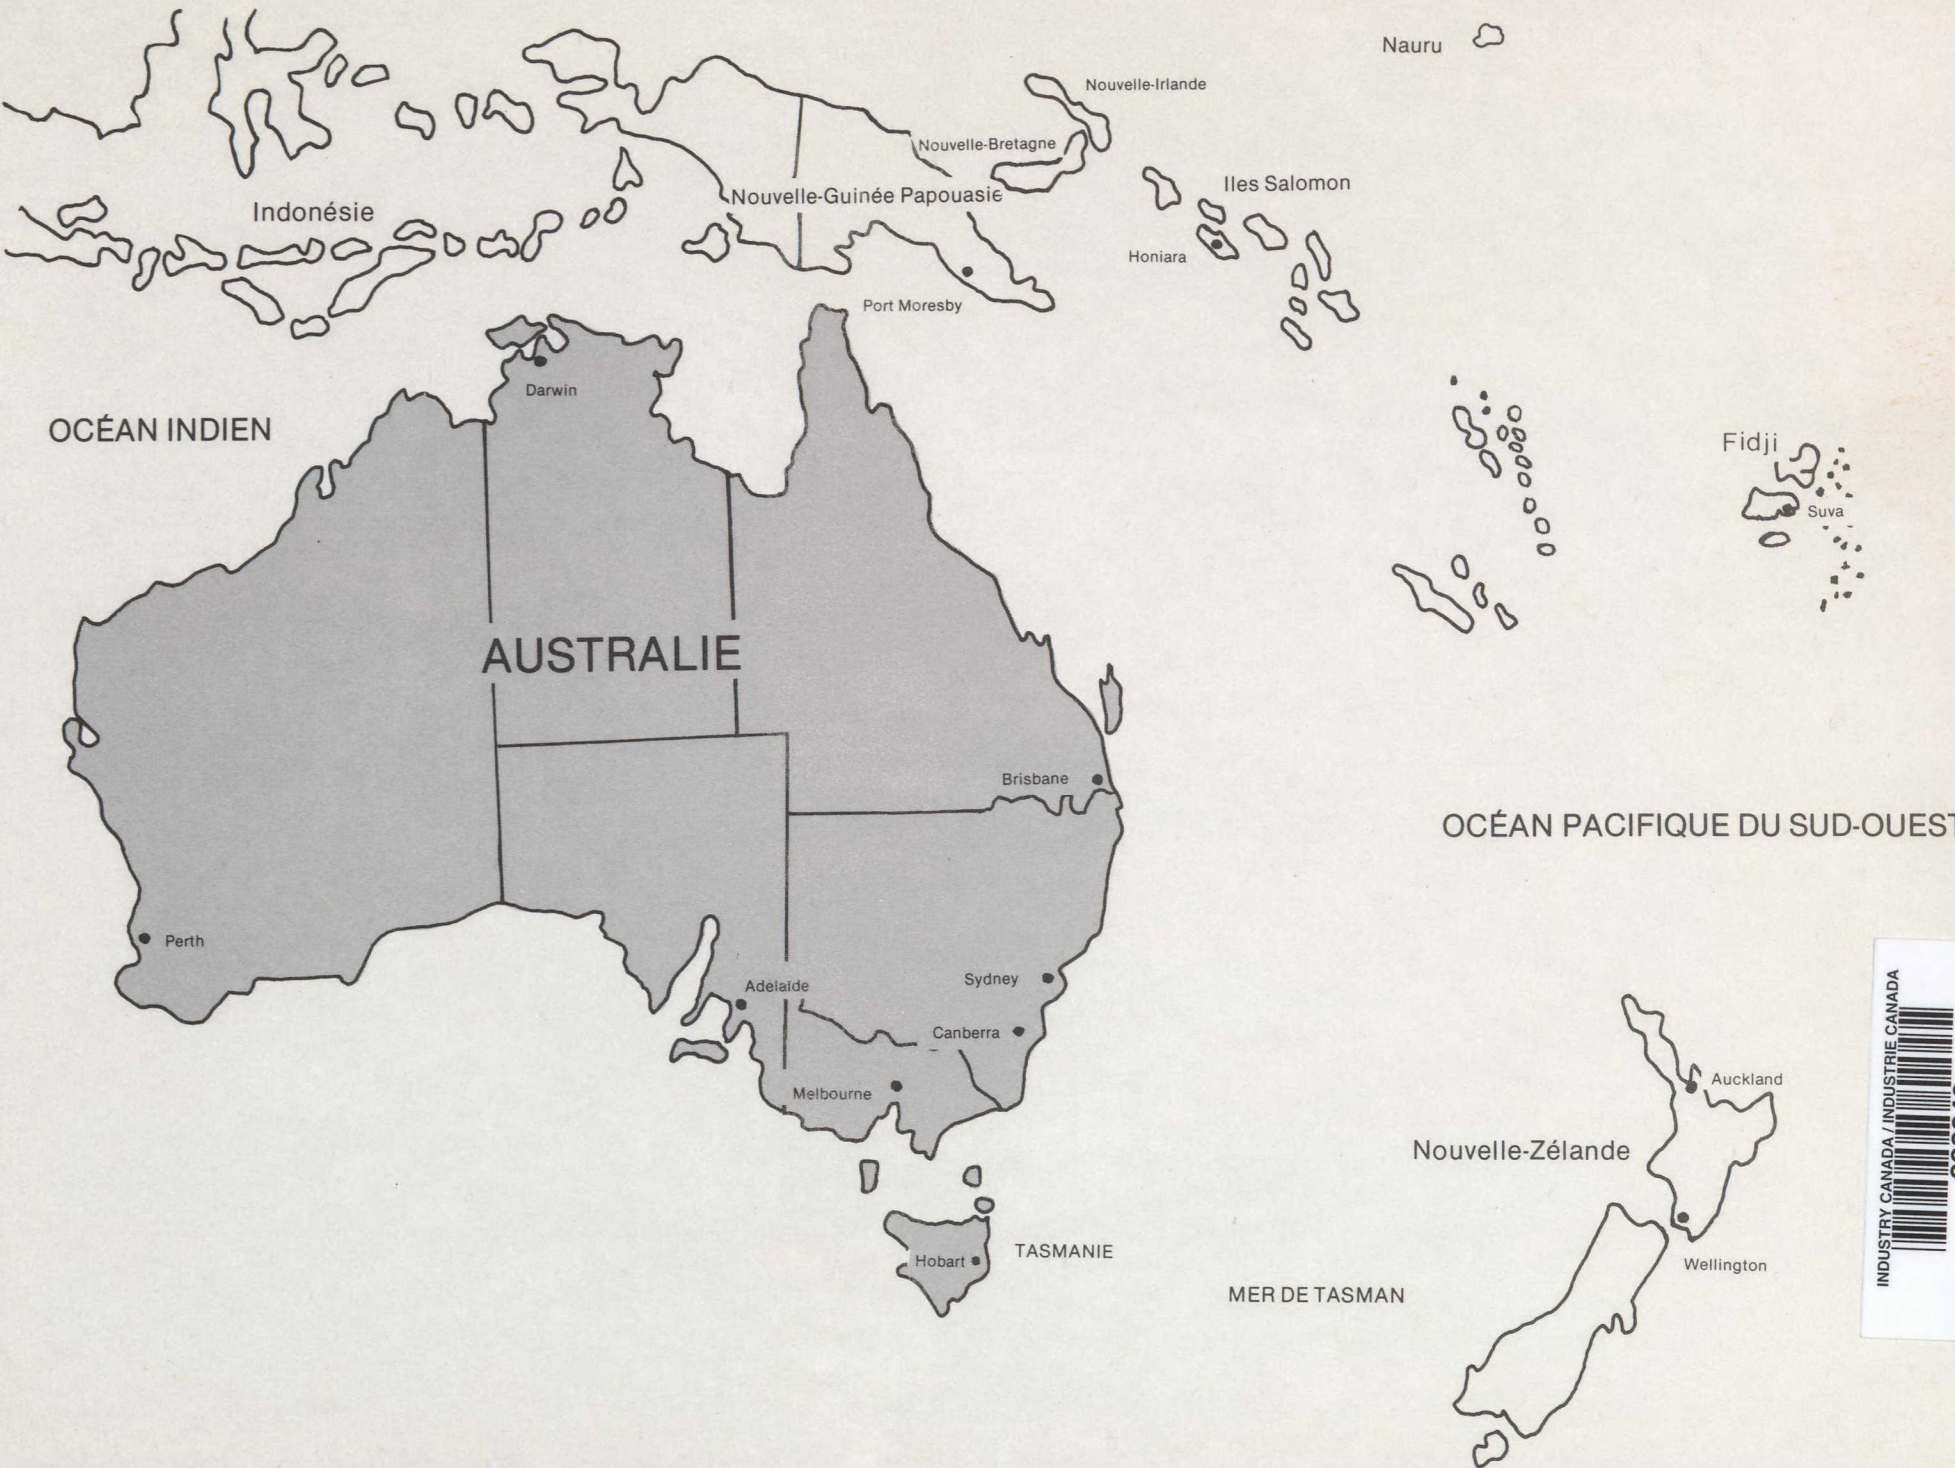 Nauru
Nouvelle-Irlande
Nouvelle-Bretagne
Iles Salomon
Nouvelle-Guinée Papouasie
Indonésie
Honiara
Port Moresby
Darwin
OCÉAN INDIEN
Fidji
Suva
AUSTRALIE
Brisbane
OCÉAN PACIFIQUE DU SUD-OUEST
Perth
Sydney
Adelaide
Canberra
Auckland
Melbourne
Nouvelle-Zélande
TASMANIE
Hobart
Wellington
MER DE TASMAN
INDUSTRY CANADA / INDUSTRIE CANADA